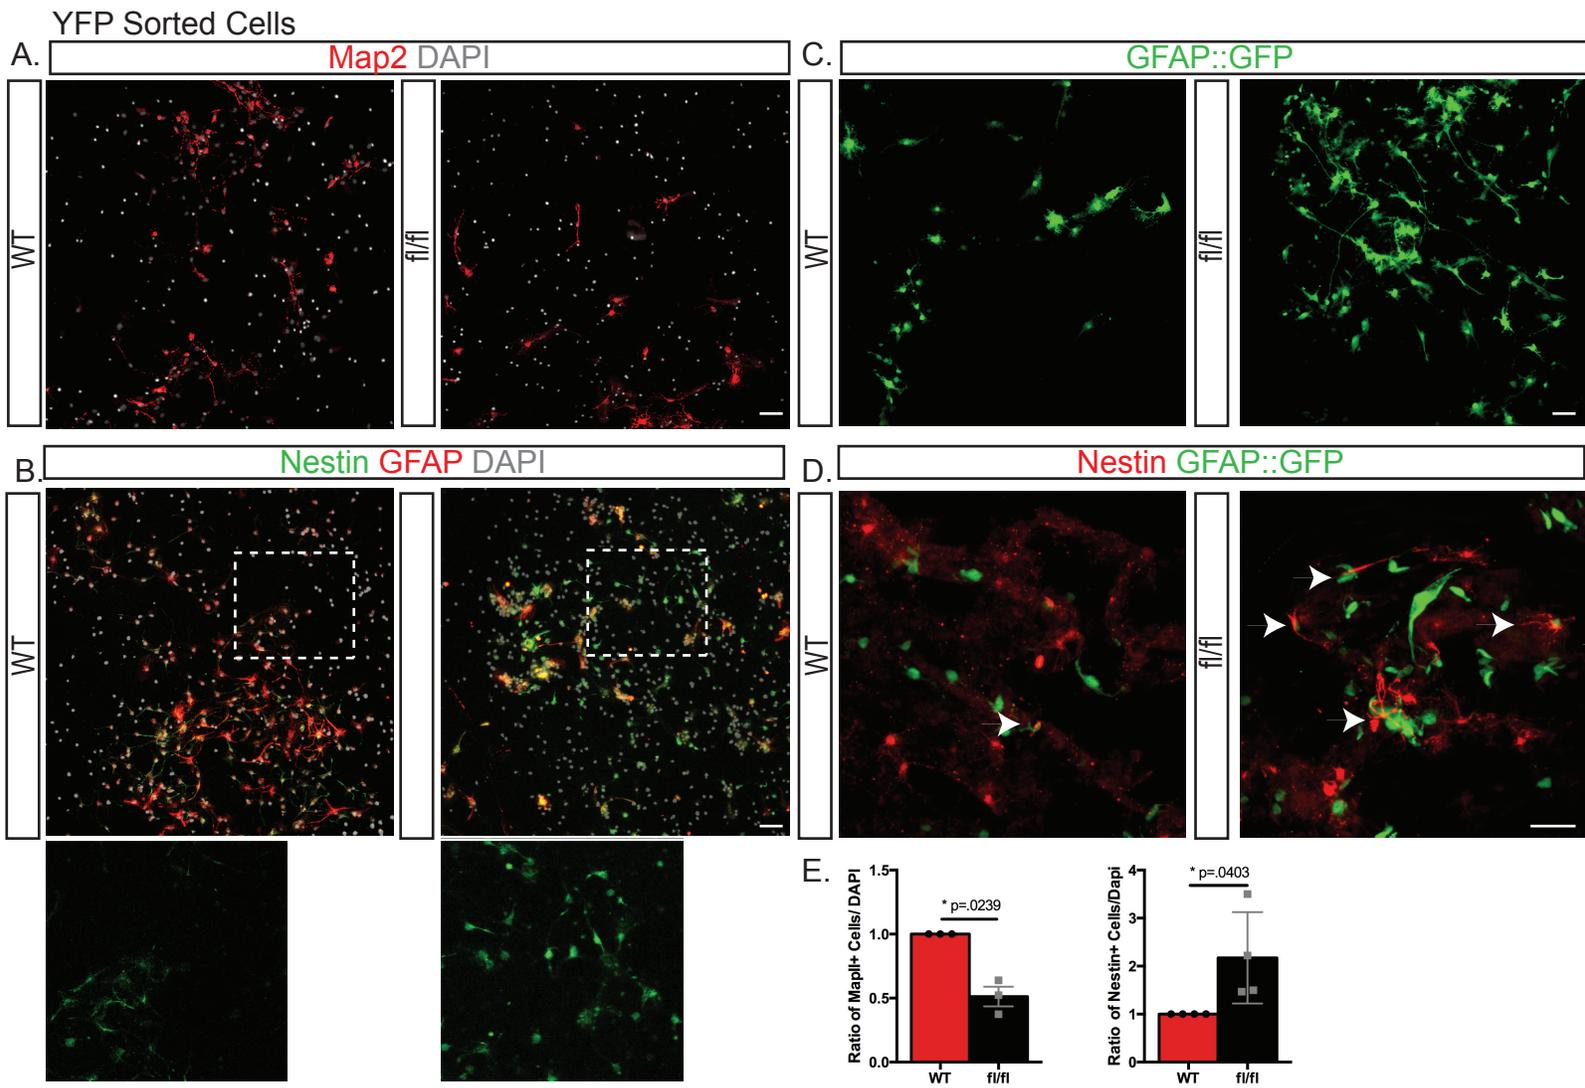 YFP Sorted Cells
A.
Map2 DAPI
WT
fl/fl
B.
Nestin GFAP DAPI
WT
C.
GFAP::GFP
WT
fl/fl
D.
Nestin GFAP::GFP
WT
fl/fl
E.
Ratio of MapII+ Cells/ DAPI
1.5
1.0
0.5
0.0
* p=.0239
WT
fl/fl
Ratio of Nestin+ Cells/Dapi
4
3
2
1
0
* p=.0403
WT
fl/fl